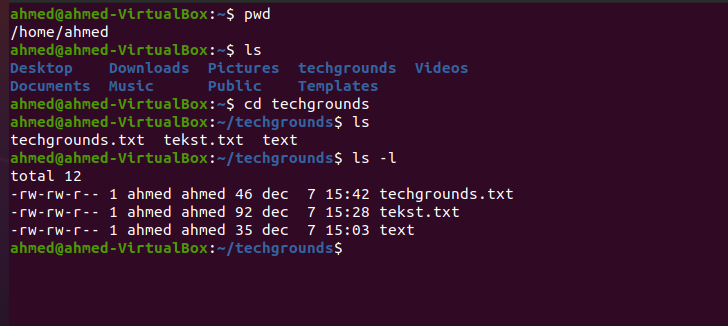 ahmed@ahmed-VirtualBox:~$ pwd
/home/ahmed
ahmed@ahmed-VirtualBox:~$ ls
Desktop    Downloads  Pictures  techgrounds  Videos
Documents  Music      Public    Templates
ahmed@ahmed-VirtualBox:~$ cd techgrounds
ahmed@ahmed-VirtualBox:~/techgrounds$ ls
techgrounds.txt  tekst.txt  text
ahmed@ahmed-VirtualBox:~/techgrounds$ ls -l
total 12
-rw-rw-r-- 1 ahmed ahmed 46 dec  7 15:42 techgrounds.txt
-rw-rw-r-- 1 ahmed ahmed 92 dec  7 15:28 tekst.txt
-rw-rw-r-- 1 ahmed ahmed 35 dec  7 15:03 text
ahmed@ahmed-VirtualBox:~/techgrounds$